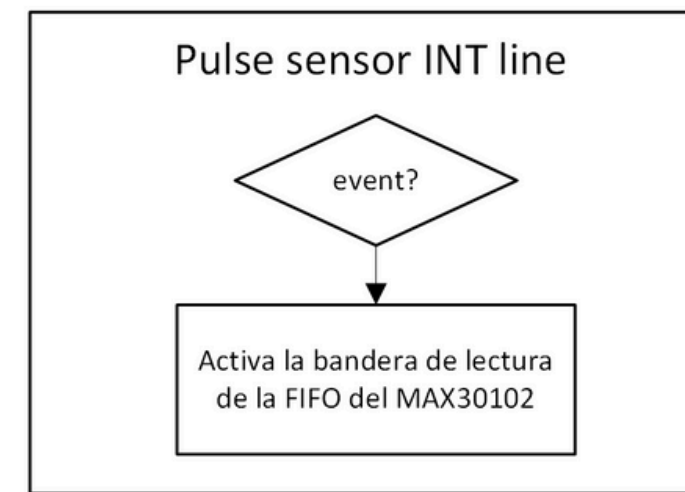 Pulse sensor INT line
event?
Activa la bandera de lectura
de la FIFO del MAX30102